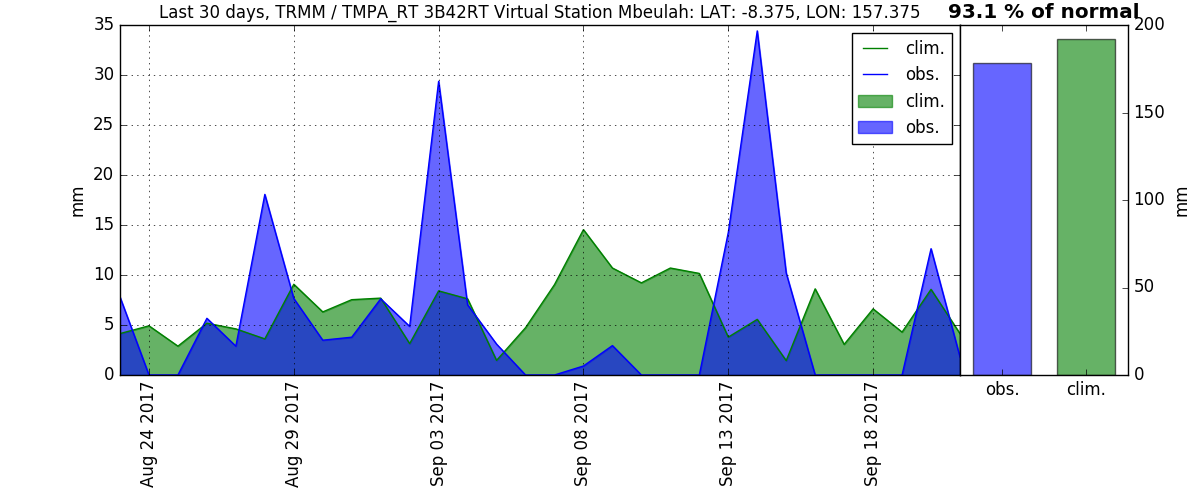 Last 30 days, TRMM / TMPA_RT 3B42RT Virtual Station Mbeulah: LAT: -8.375, LON: 157.375
93.1 % of normal
35
30
25
20
15
10
5
0
mm
clim.
obs.
clim.
obs.
Aug 24 2017
Aug 29 2017
Sep 03 2017
Sep 08 2017
Sep 13 2017
Sep 18 2017
200
150
100
50
0
mm
obs.
clim.